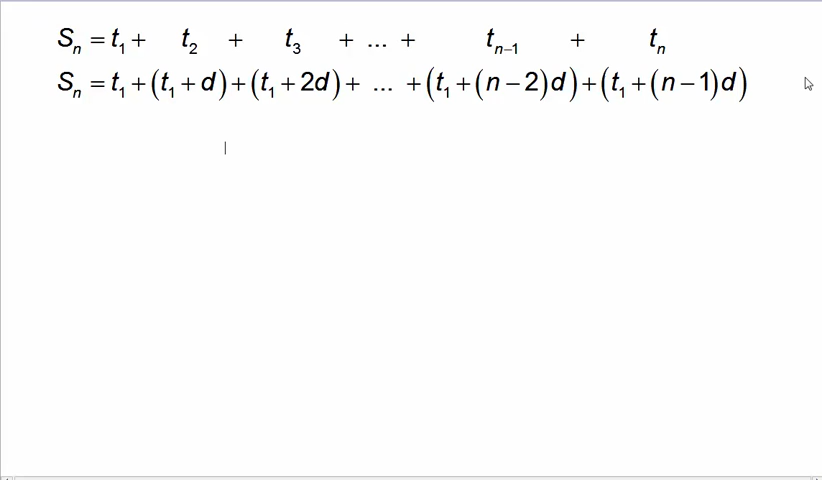 Sₙ = t₁ + t₂ + t₃ + ... + tₙ₋₁ + tₙ
Sₙ = t₁ + (t₁ + d) + (t₁ + 2d) + ... + (t₁ + (n − 2)d) + (t₁ + (n − 1)d)